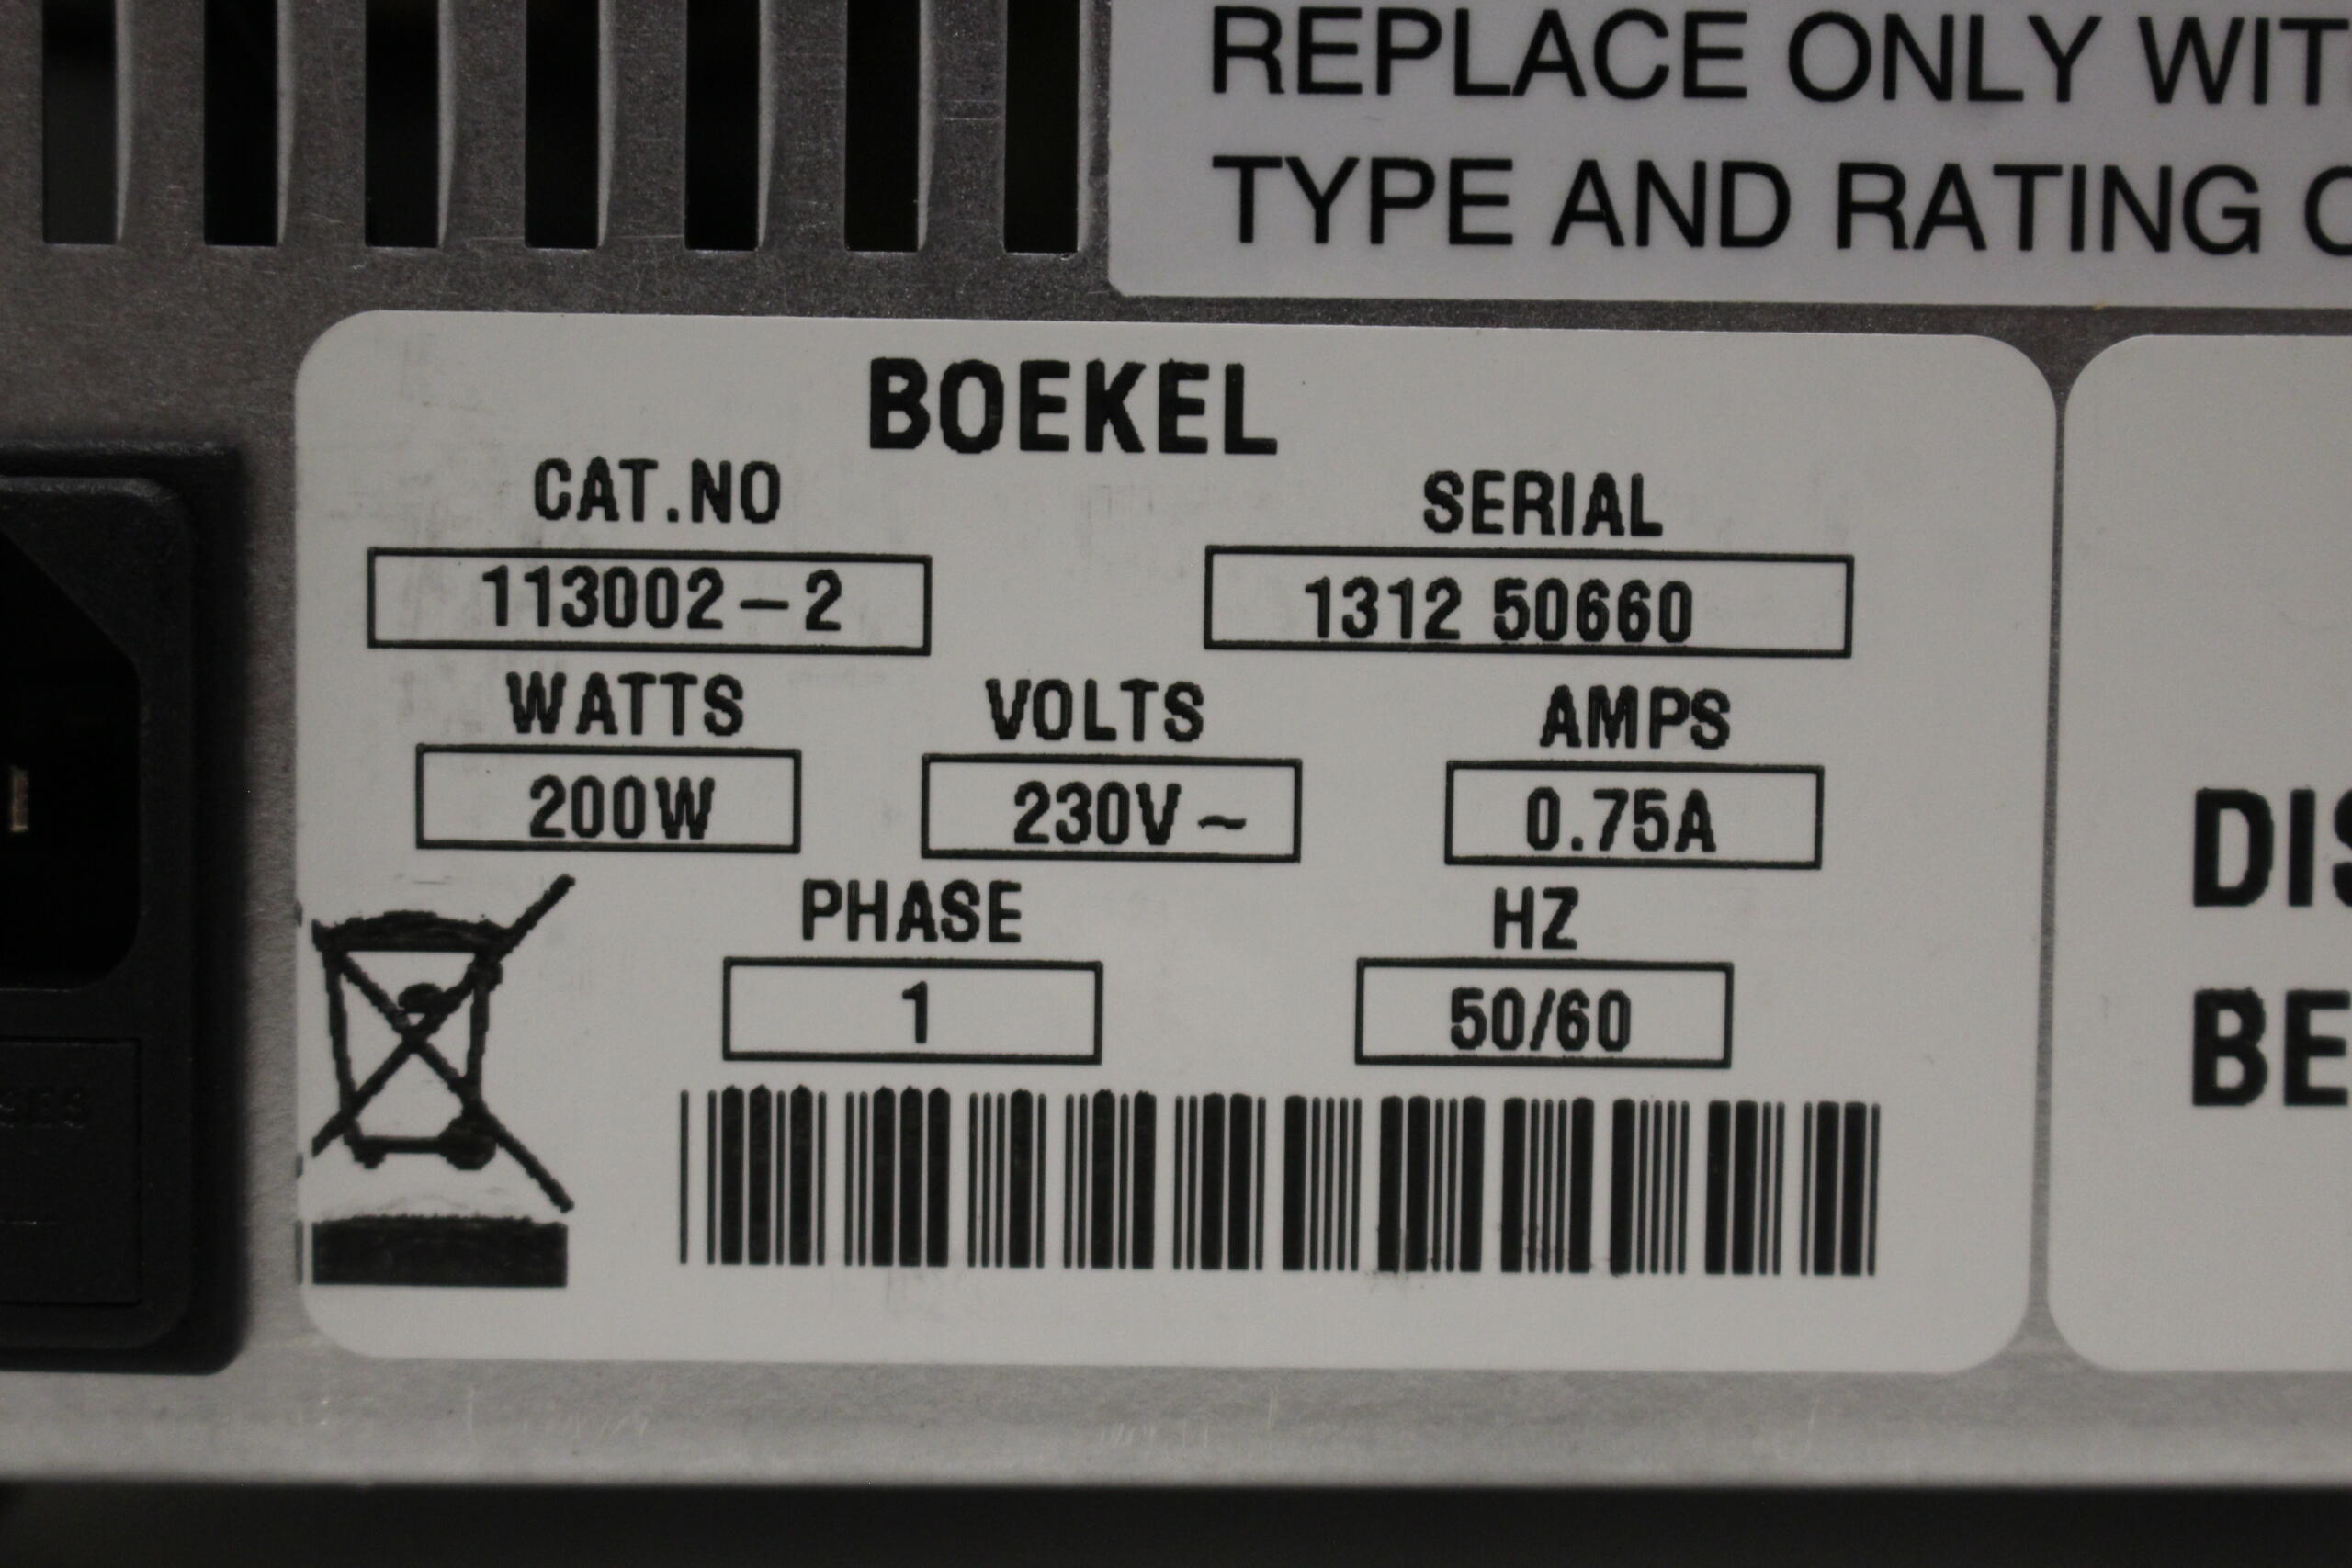 REPLACE ONLY WIT
TYPE AND RATING
BOEKEL
CAT.NO SERIAL
113002-2 1312 50660
WATTS VOLTS AMPS
200W 230V~ 0.75A
PHASE HZ
1 50/60
DIS
BE